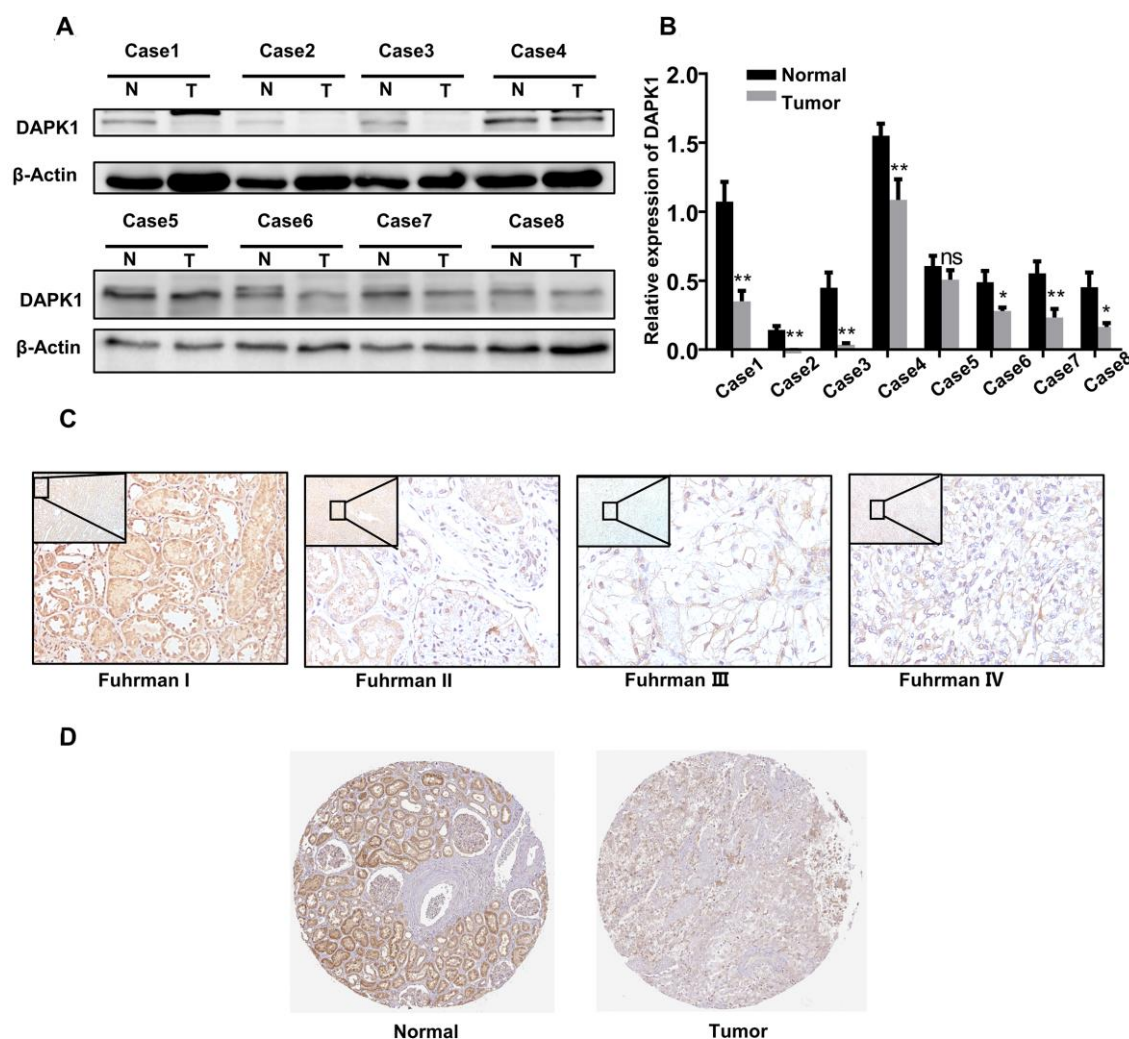 A
Case1 Case2 Case3 Case4
N T N T N T N T
DAPK1
β-Actin
Case5 Case6 Case7 Case8
N T N T N T N T
DAPK1
β-Actin
B
Relative expression of DAPK1
2.0
1.5
1.0
0.5
0.0
Normal
Tumor
** ** ** ** ns * ** *
Case1 Case2 Case3 Case4 Case5 Case6 Case7 Case8
C
Fuhrman I Fuhrman II Fuhrman Ⅲ Fuhrman Ⅳ
D
Normal Tumor